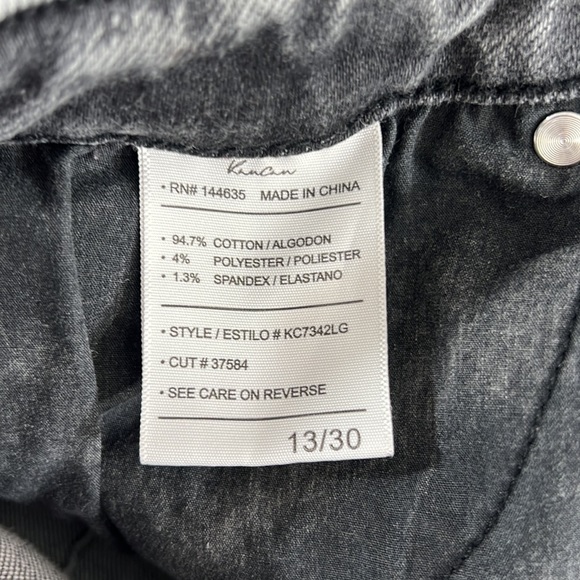 KanCan
• RN# 144635 MADE IN CHINA
• 94.7% COTTON / ALGODON
• 4% POLYESTER / POLIESTER
• 1.3% SPANDEX / ELASTANO
• STYLE / ESTILO # KC7342LG
• CUT # 37584
• SEE CARE ON REVERSE
13/30